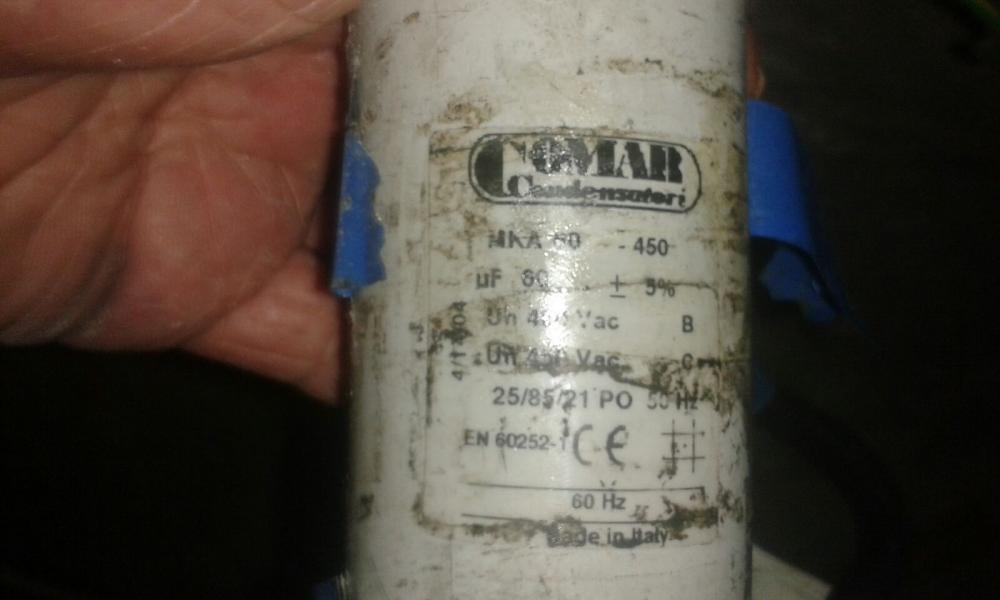 COMAR
Condensatori
MKA 60 - 450
µF 60 ± 5%
Un Vac B
Un 450 Vac C
25/85/21 PO 50 Hz
EN 60252-1 CE
60 Hz
Made in Italy